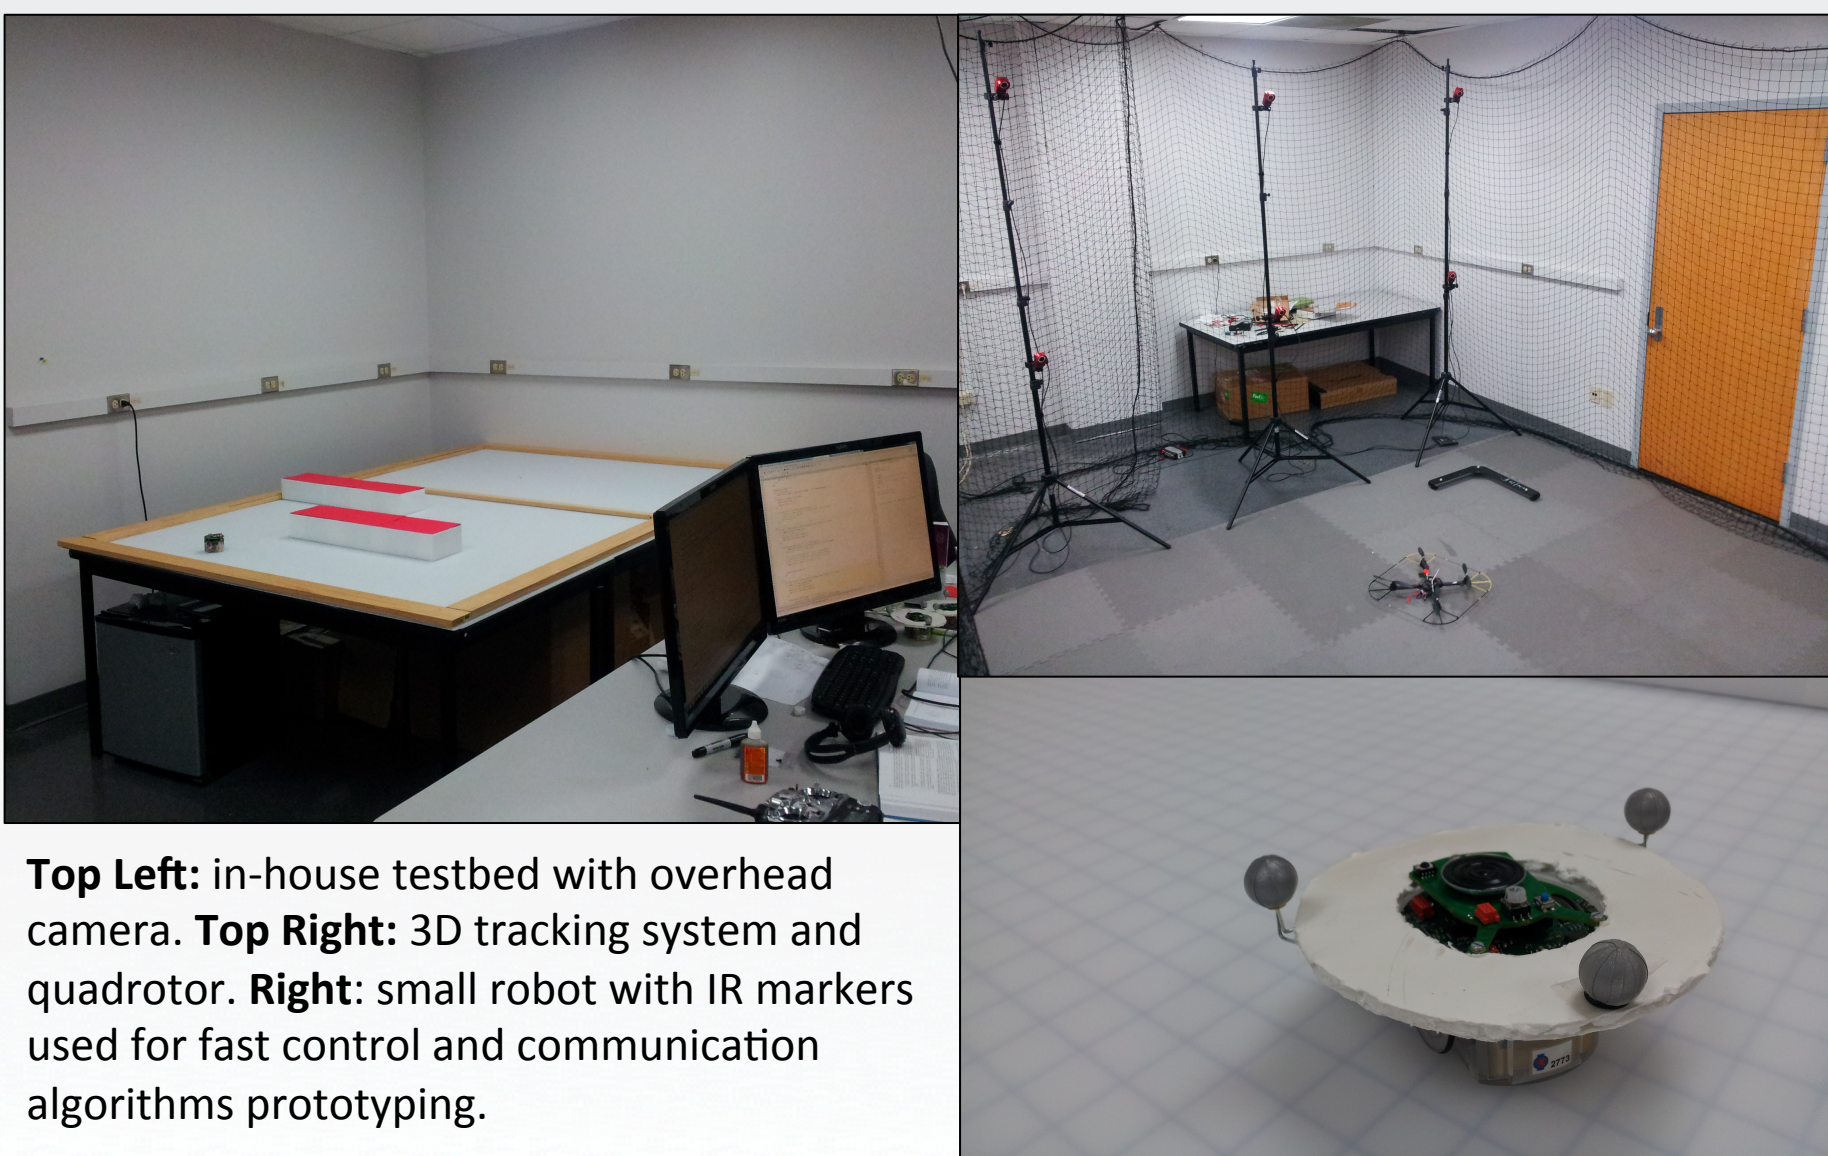 Top Left: in-house testbed with overhead
camera. Top Right: 3D tracking system and
quadrotor. Right: small robot with IR markers
used for fast control and communication
algorithms prototyping.
2773